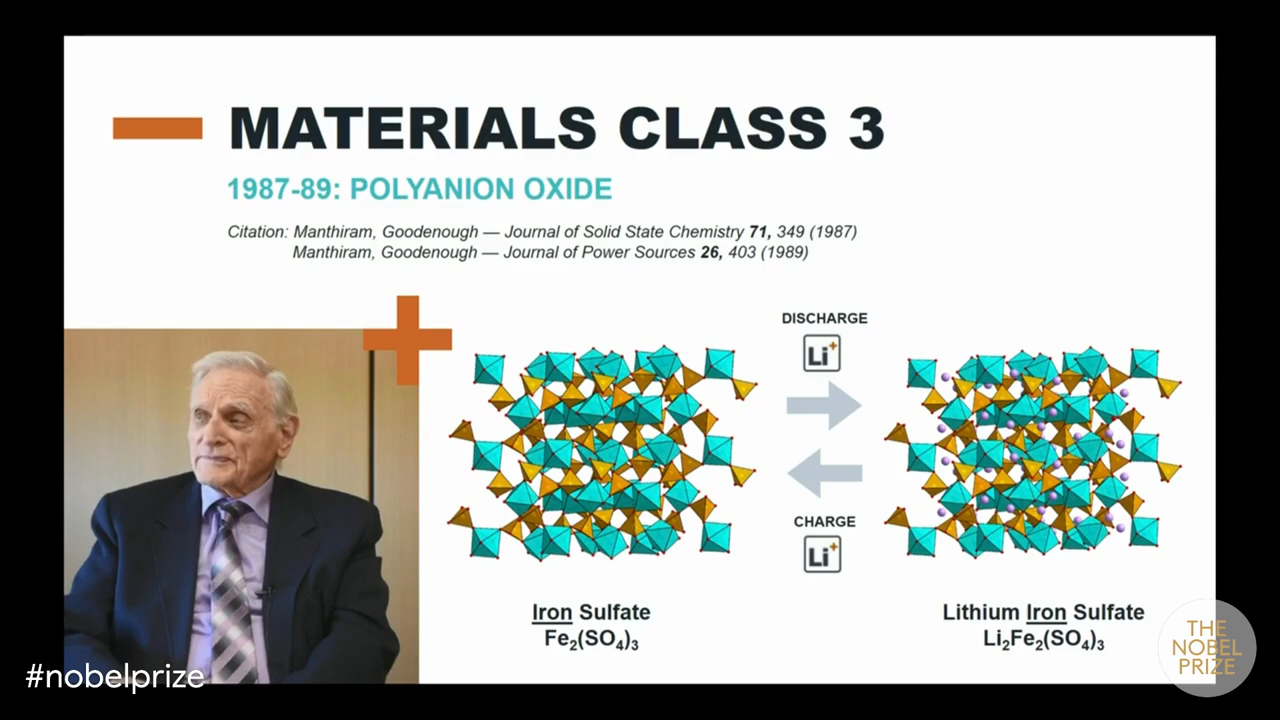 MATERIALS CLASS 3
1987-89: POLYANION OXIDE
Citation: Manthiram, Goodenough — Journal of Solid State Chemistry 71, 349 (1987)
Manthiram, Goodenough — Journal of Power Sources 26, 403 (1989)
DISCHARGE
Li⁺
CHARGE
Li⁺
Iron Sulfate
Fe₂(SO₄)₃
Lithium Iron Sulfate
Li₂Fe₂(SO₄)₃
#nobelprize
THE
NOBEL
PRIZE